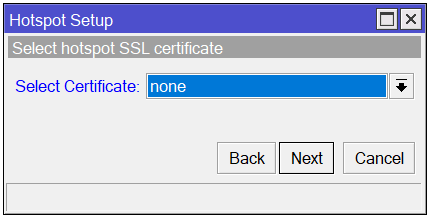 Hotspot Setup
Select hotspot SSL certificate
Select Certificate: none
Back Next Cancel